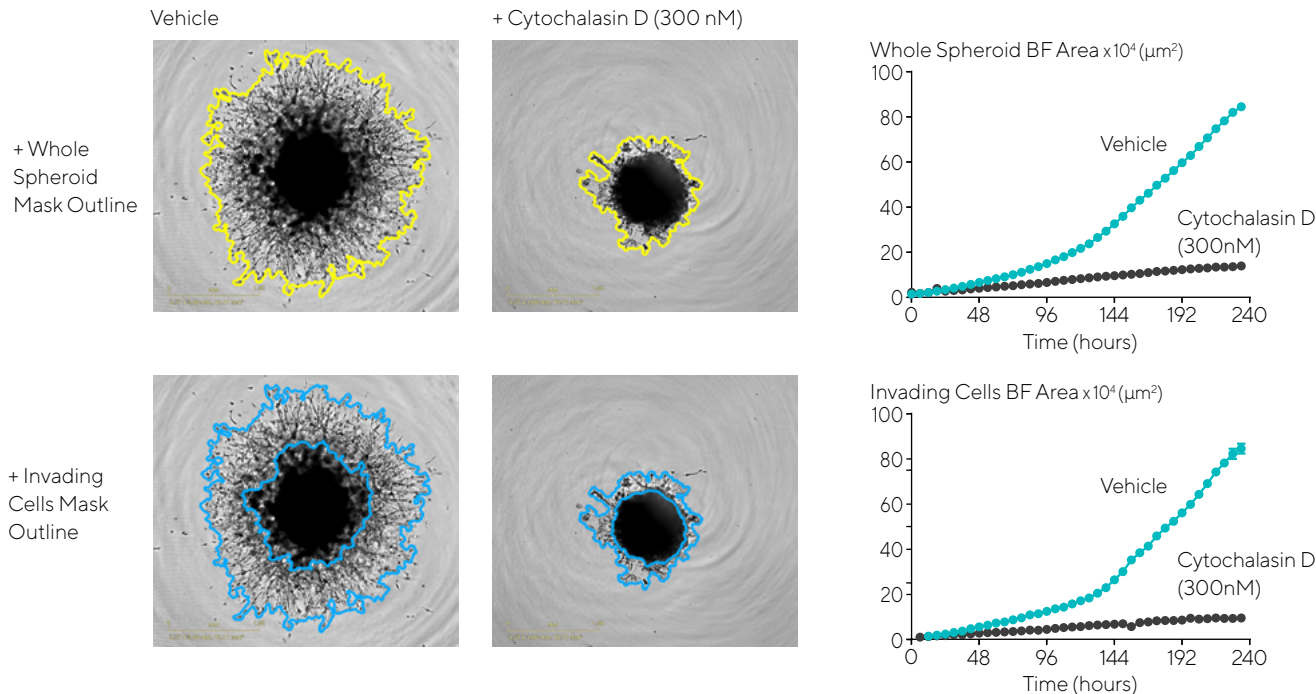 Vehicle
+ Cytochalasin D (300 nM)
+ Whole
Spheroid
Mask Outline
Whole Spheroid BF Area x10⁴ (µm²)
100
80
60
40
20
0
Vehicle
Cytochalasin D
(300nM)
0 48 96 144 192 240
Time (hours)
+ Invading
Cells Mask
Outline
Invading Cells BF Area x10⁴ (µm²)
100
80
60
40
20
0
Vehicle
Cytochalasin D
(300nM)
0 48 96 144 192 240
Time (hours)